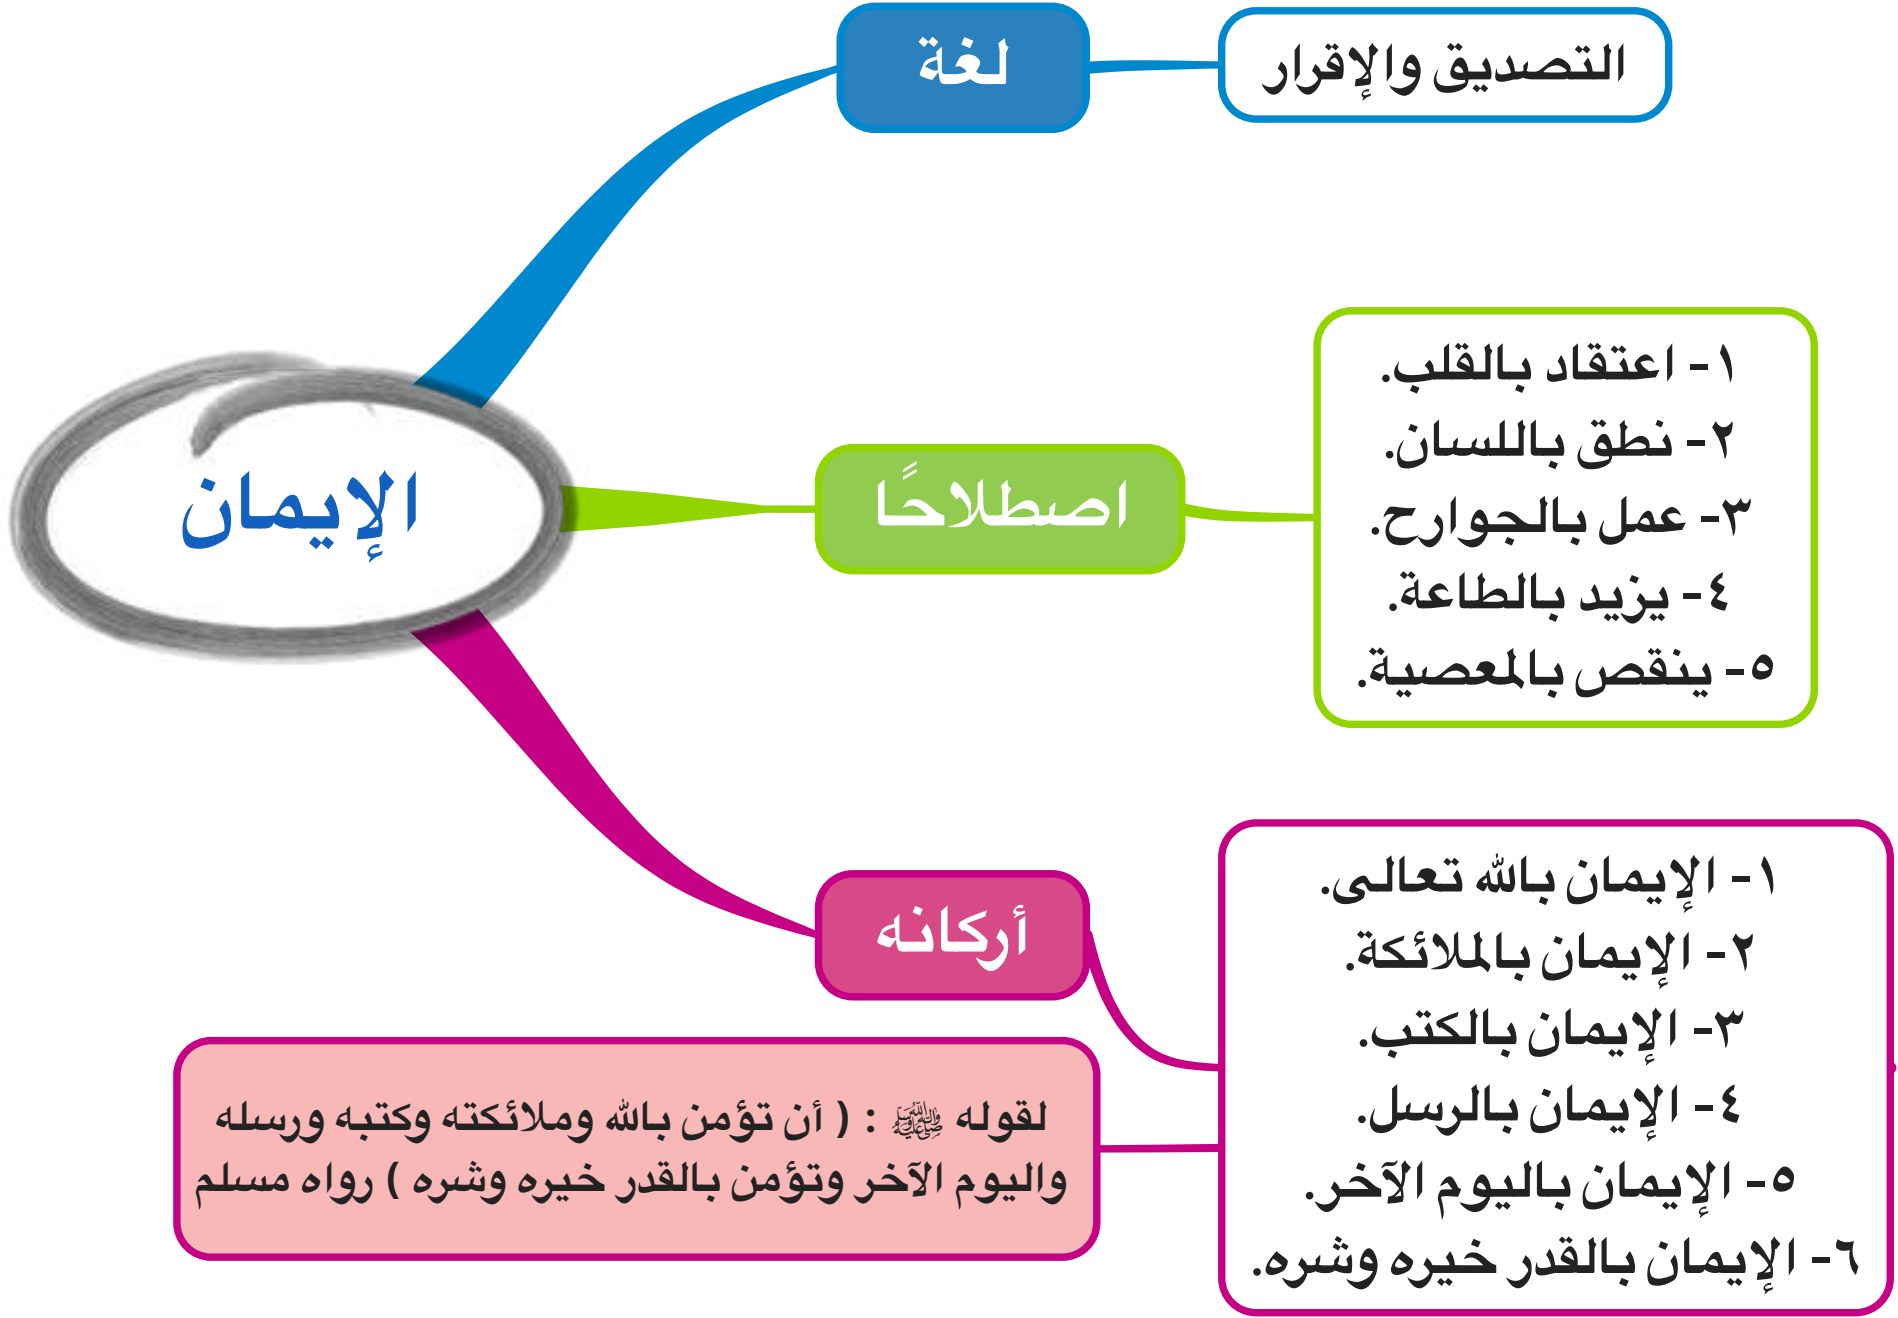 الإيمان
لغة
التصديق والإقرار
اصطلاحًا
١- اعتقاد بالقلب.
٢- نطق باللسان.
٣- عمل بالجوارح.
٤- يزيد بالطاعة.
٥- ينقص بالمعصية.
أركانه
١- الإيمان بالله تعالى.
٢- الإيمان بالملائكة.
٣- الإيمان بالكتب.
٤- الإيمان بالرسل.
٥- الإيمان باليوم الآخر.
٦- الإيمان بالقدر خيره وشره.
لقوله ﷺ : ( أن تؤمن بالله وملائكته وكتبه ورسله
واليوم الآخر وتؤمن بالقدر خيره وشره ) رواه مسلم